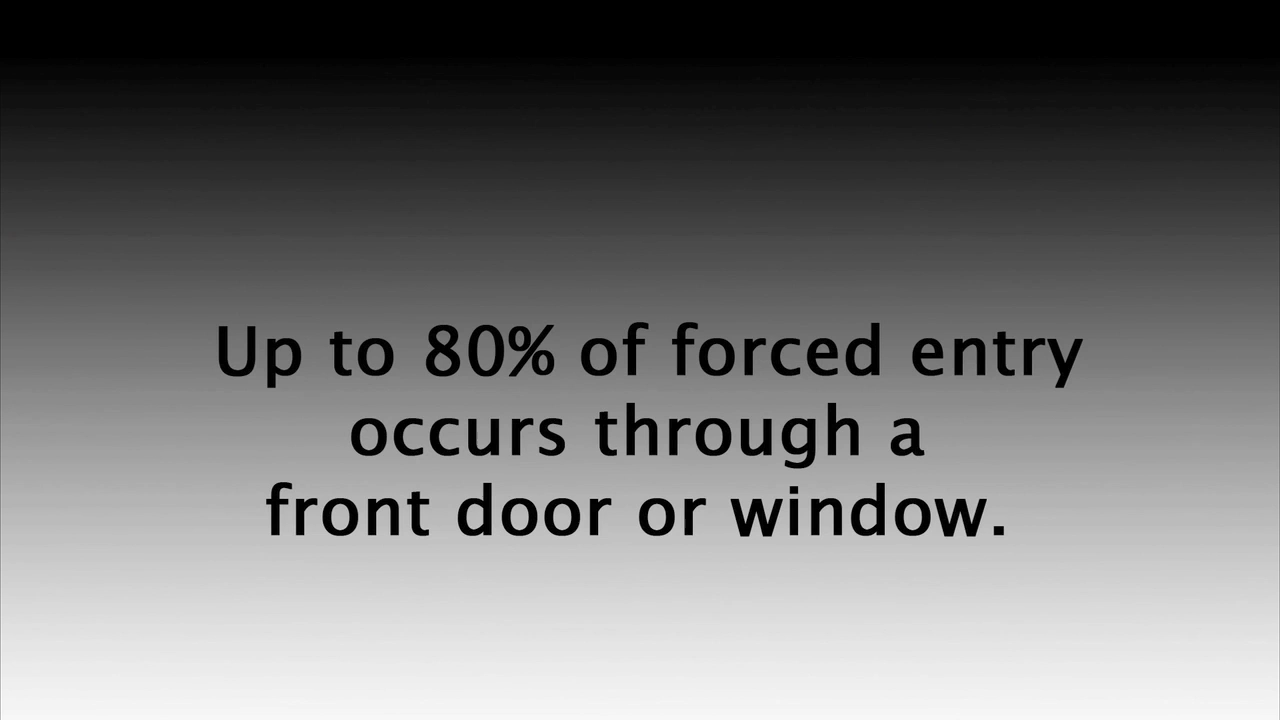 Up to 80% of forced entry
occurs through a
front door or window.